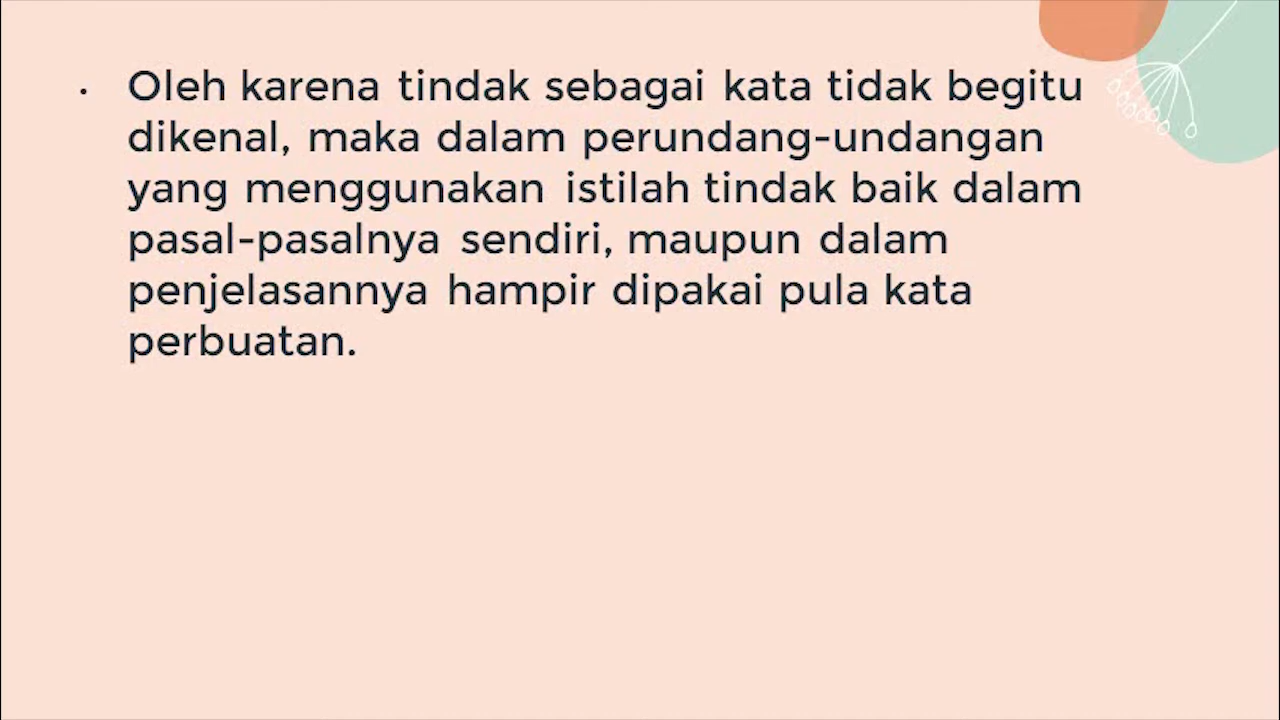 • Oleh karena tindak sebagai kata tidak begitu
dikenal, maka dalam perundang-undangan
yang menggunakan istilah tindak baik dalam
pasal-pasalnya sendiri, maupun dalam
penjelasannya hampir dipakai pula kata
perbuatan.